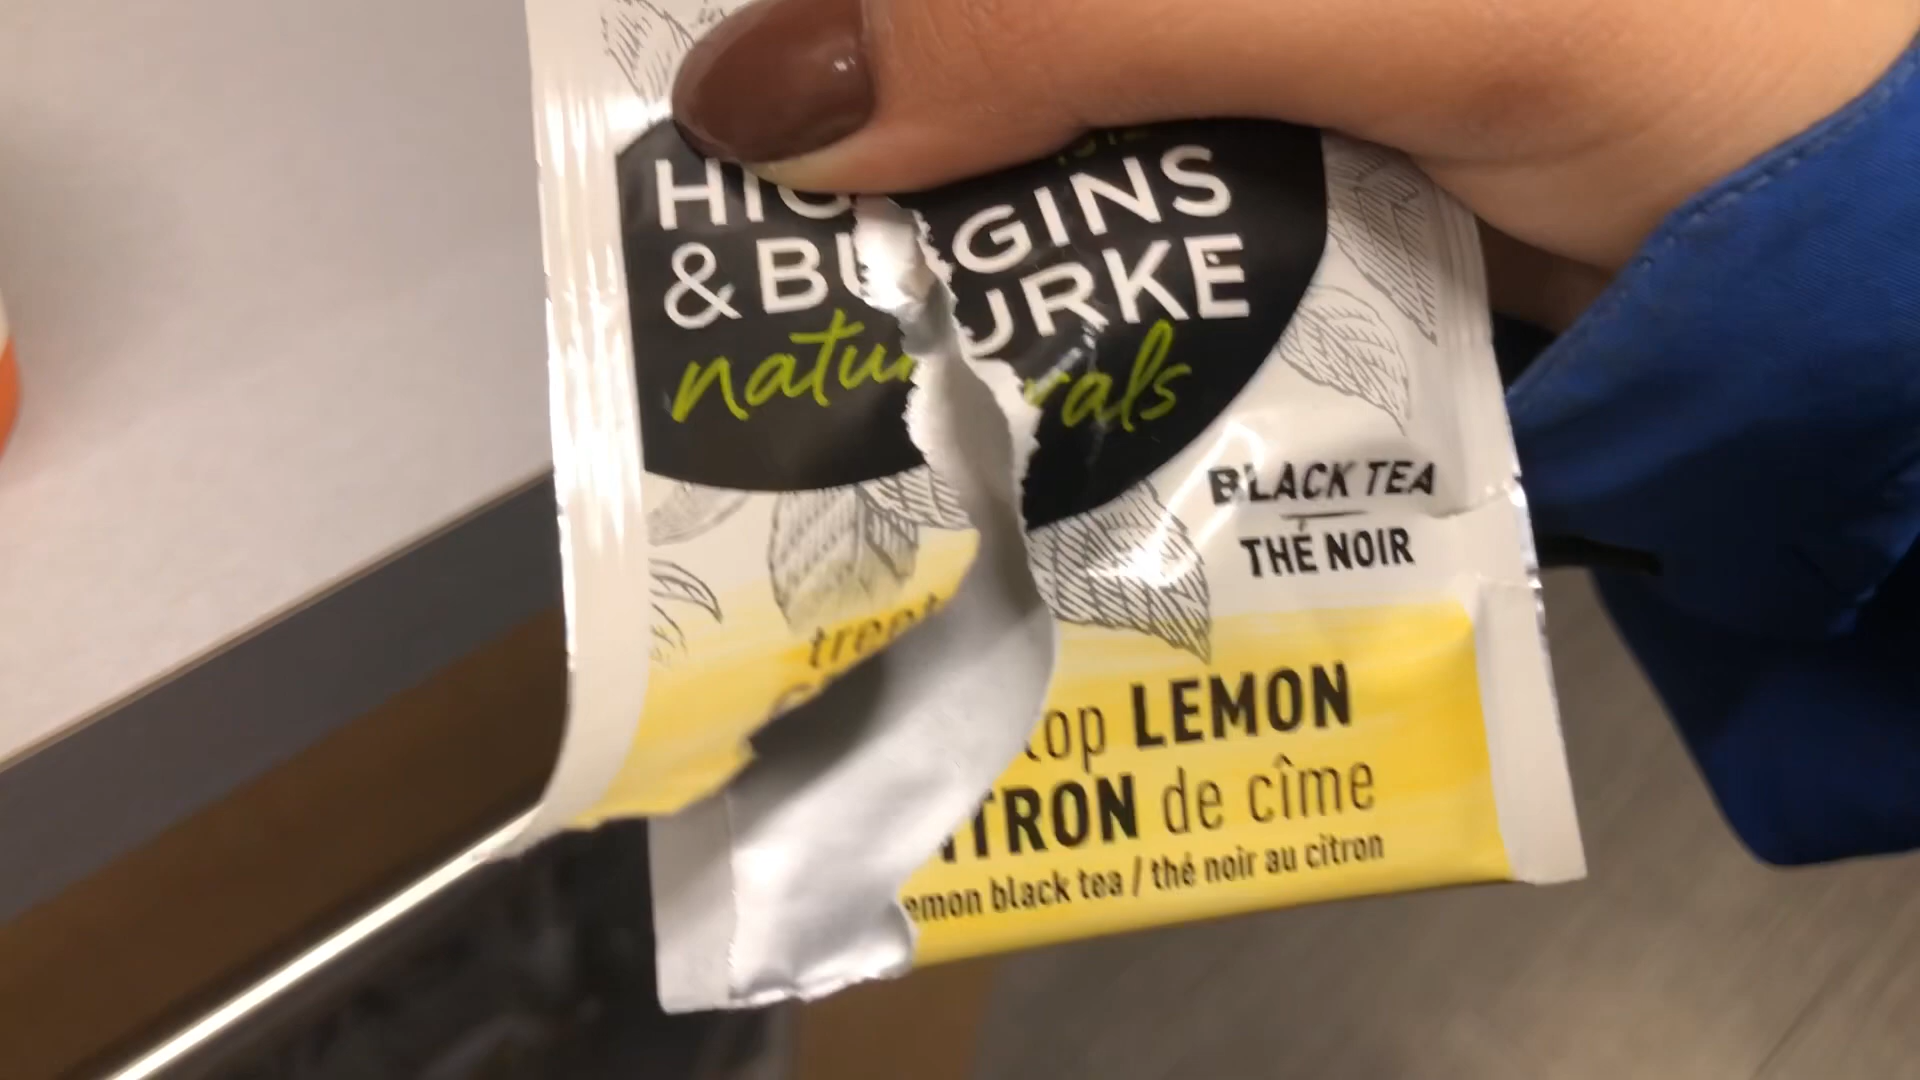 HIGGINS
& BURKE
naturals
BLACK TEA
THÉ NOIR
treetop LEMON
CITRON de cîme
lemon black tea / thé noir au citron